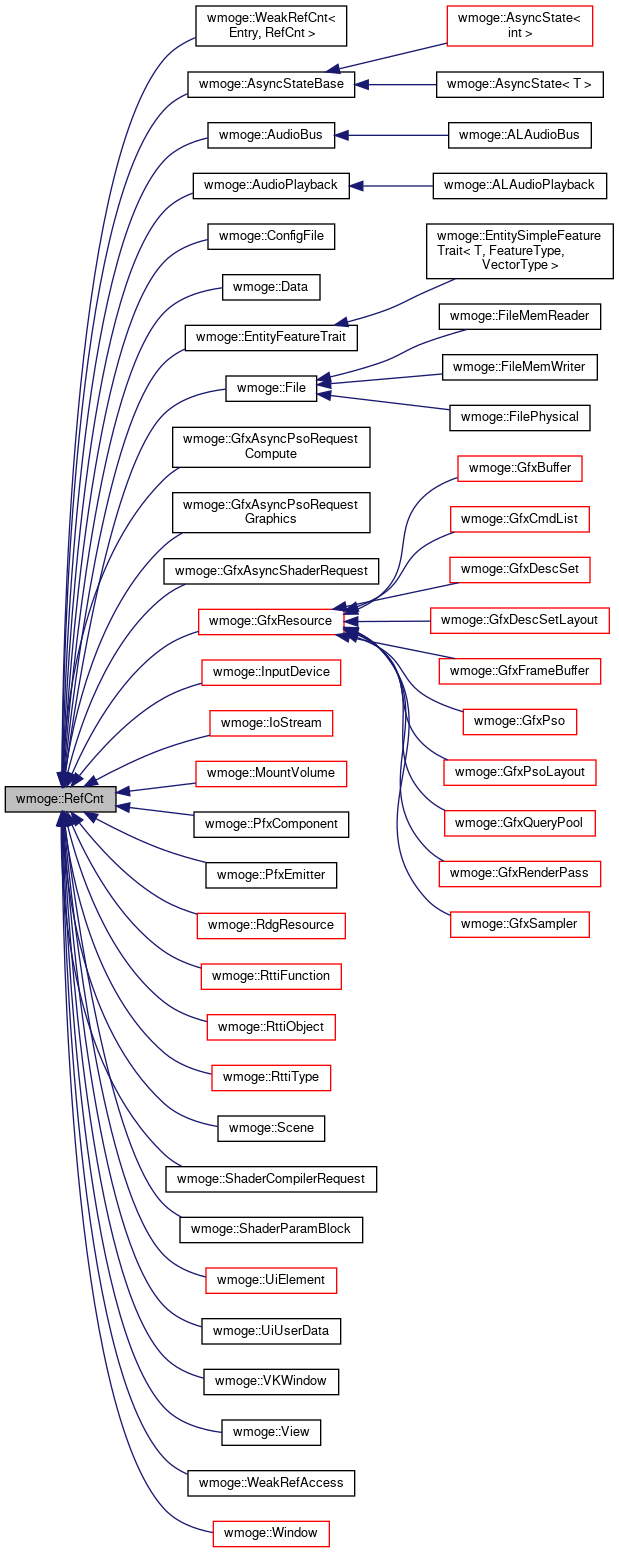 wmoge::WeakRefCnt<
Entry, RefCnt >
wmoge::AsyncState<
int >
wmoge::AsyncStateBase
wmoge::AsyncState< T >
wmoge::AudioBus
wmoge::ALAudioBus
wmoge::AudioPlayback
wmoge::ALAudioPlayback
wmoge::ConfigFile
wmoge::EntitySimpleFeature
Trait< T, FeatureType,
VectorType >
wmoge::Data
wmoge::EntityFeatureTrait
wmoge::FileMemReader
wmoge::File
wmoge::FileMemWriter
wmoge::FilePhysical
wmoge::GfxAsyncPsoRequest
Compute
wmoge::GfxBuffer
wmoge::GfxAsyncPsoRequest
Graphics
wmoge::GfxCmdList
wmoge::GfxAsyncShaderRequest
wmoge::GfxDescSet
wmoge::GfxResource
wmoge::GfxDescSetLayout
wmoge::InputDevice
wmoge::GfxFrameBuffer
wmoge::IoStream
wmoge::GfxPso
wmoge::MountVolume
wmoge::GfxPsoLayout
wmoge::RefCnt
wmoge::PfxComponent
wmoge::GfxQueryPool
wmoge::PfxEmitter
wmoge::GfxRenderPass
wmoge::RdgResource
wmoge::GfxSampler
wmoge::RttiFunction
wmoge::RttiObject
wmoge::RttiType
wmoge::Scene
wmoge::ShaderCompilerRequest
wmoge::ShaderParamBlock
wmoge::UiElement
wmoge::UiUserData
wmoge::VKWindow
wmoge::View
wmoge::WeakRefAccess
wmoge::Window